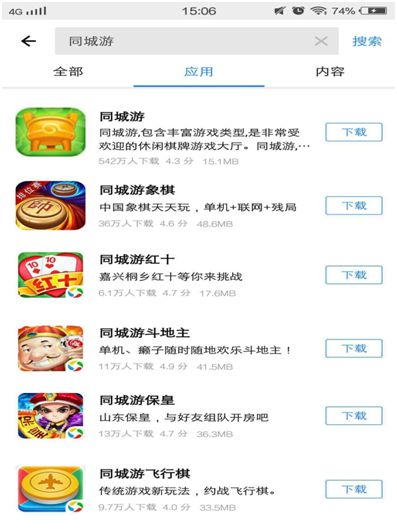 4G 15:06 74%
同城游 搜索
全部 应用 内容
同城游
同城游,包含丰富游戏类型,是非常受
欢迎的休闲棋牌游戏大厅。同城游,…
542万人下载 4.3 分 15.1MB
下载
同城游象棋
中国象棋天天玩，单机+联网+残局
36万人下载 4.6 分 48.6MB
下载
同城游红十
嘉兴桐乡红十等你来挑战
6.1万人下载 4.7 分 17.6MB
下载
同城游斗地主
单机、癞子随时随地欢乐斗地主！
11万人下载 4.9 分 41.5MB
下载
同城游保皇
山东保皇，与好友组队开房吧
13万人下载 4.7 分 36.3MB
下载
同城游飞行棋
传统游戏新玩法，约战飞行棋。
9.7万人下载 4.0 分 33.5MB
下载